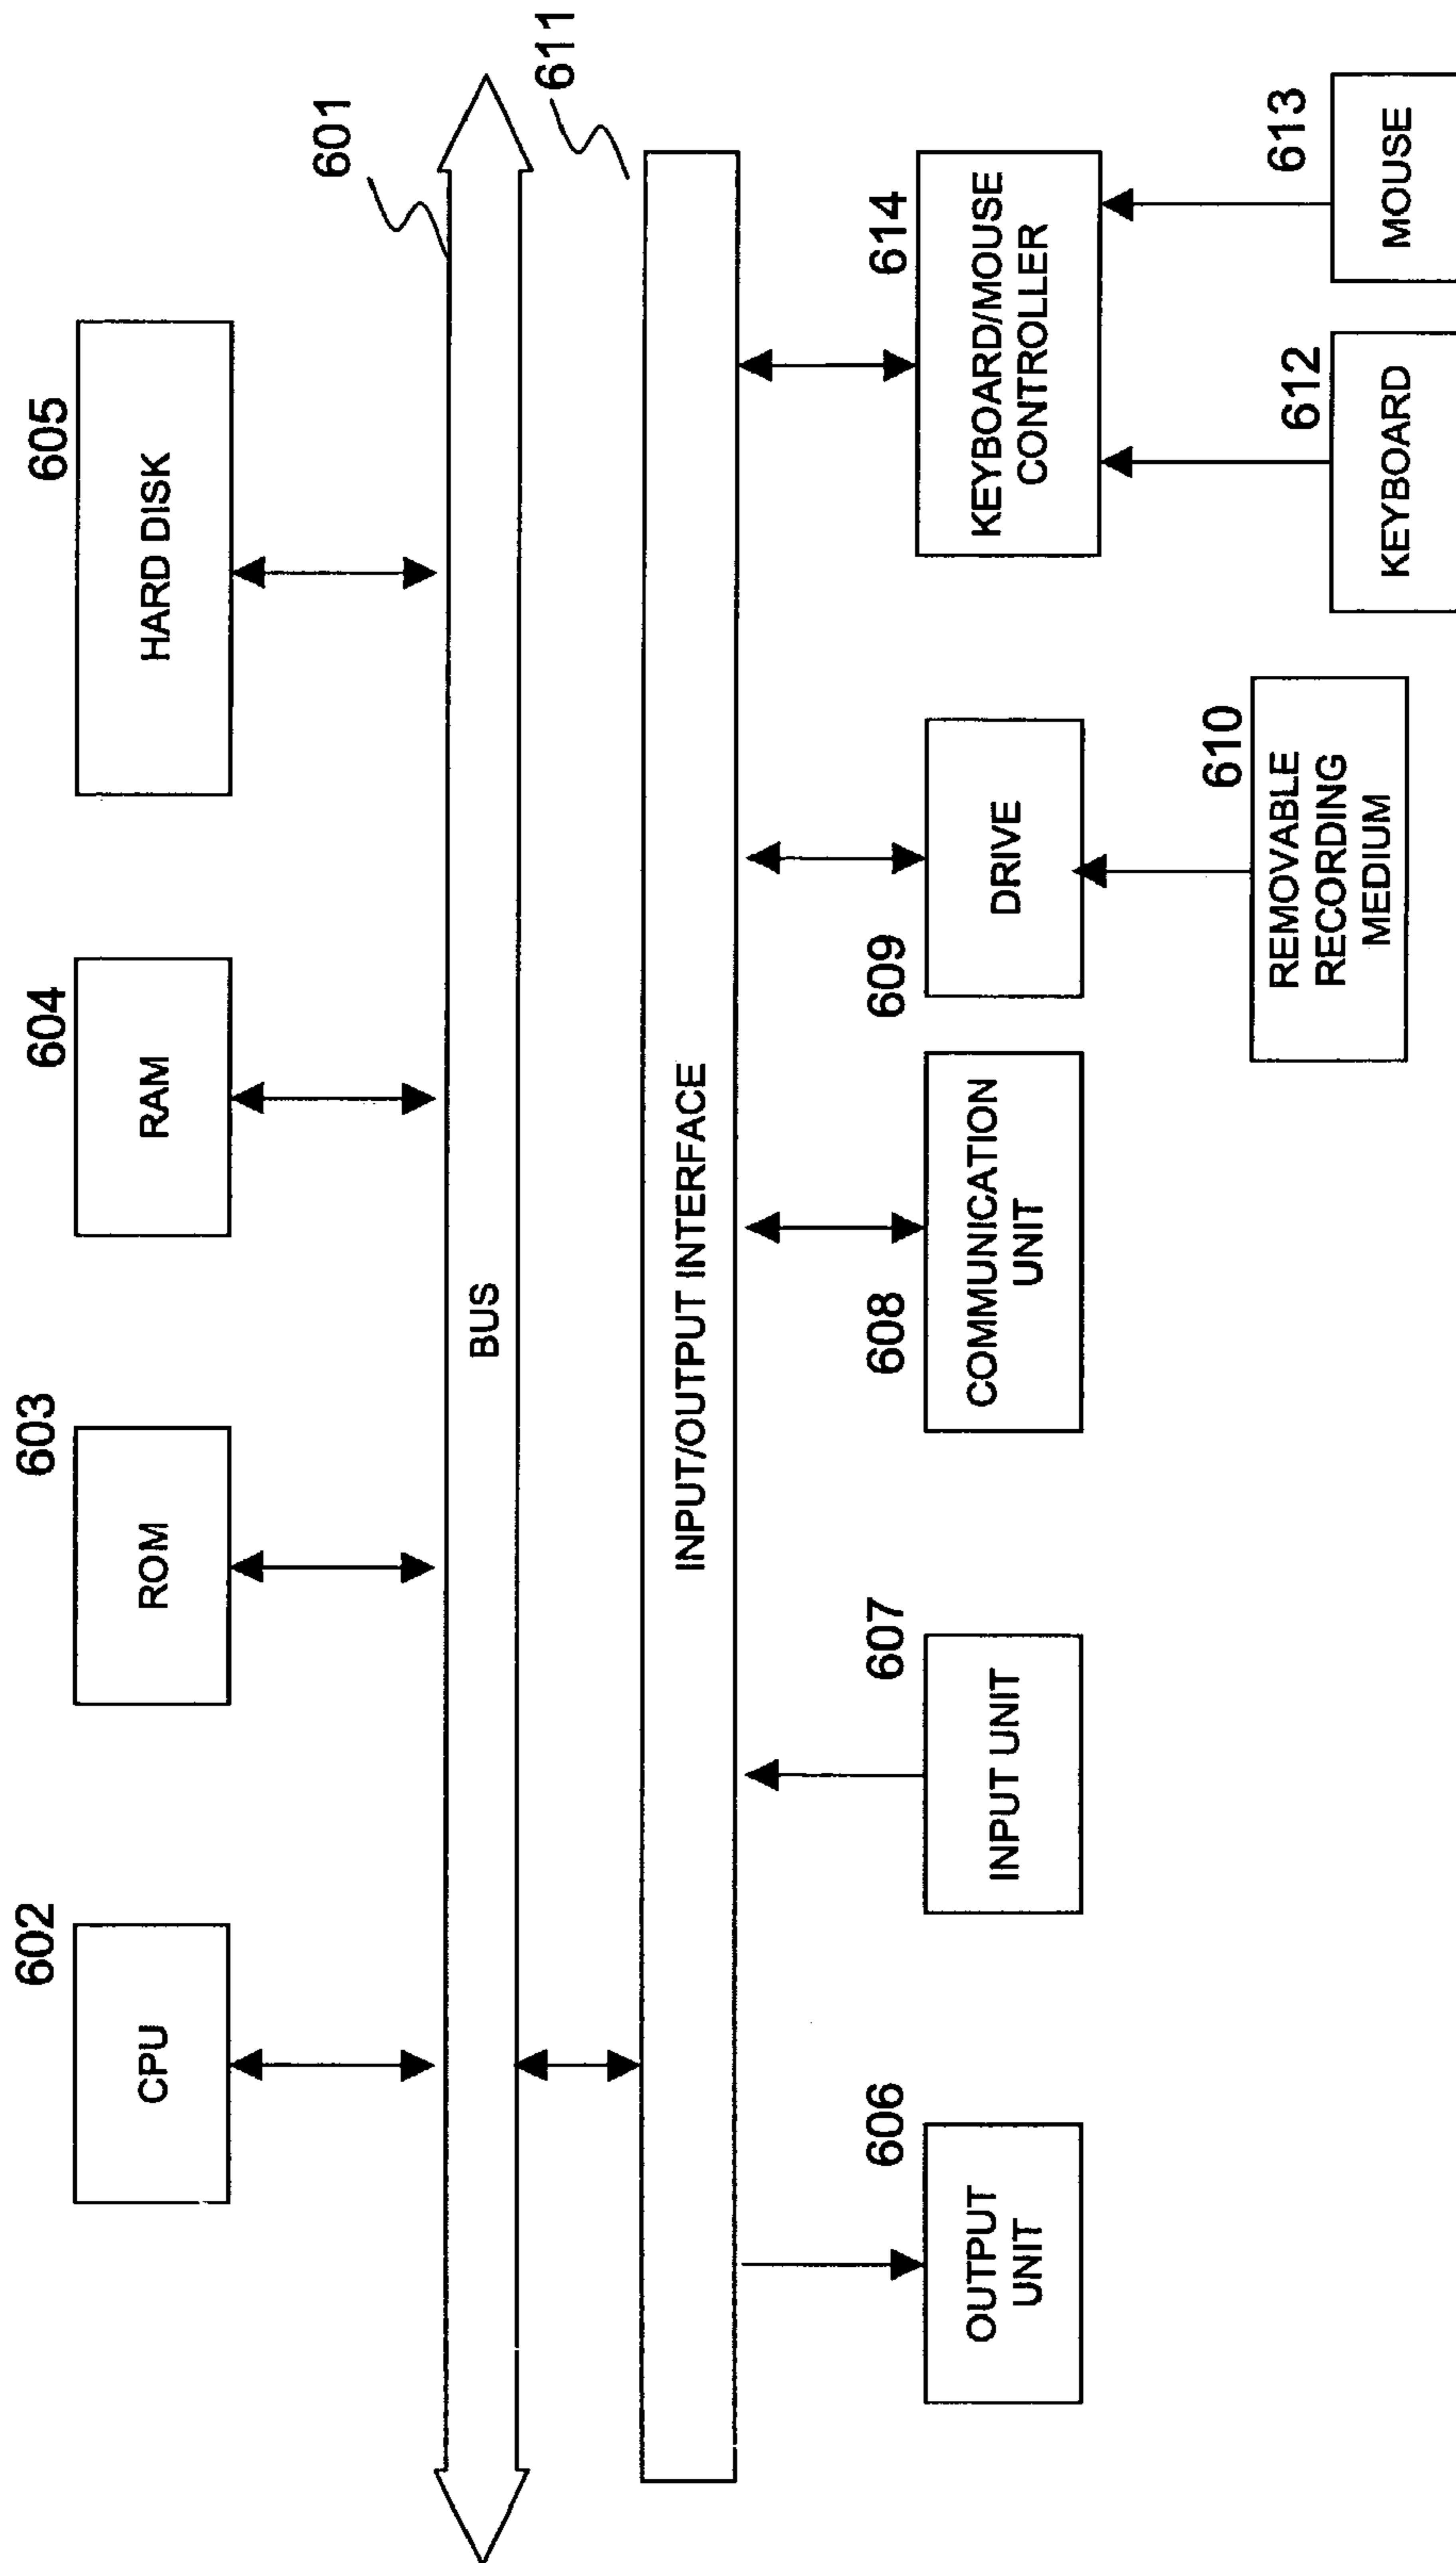 602
603
604
605
CPU
ROM
RAM
HARD DISK
601
BUS
611
INPUT/OUTPUT INTERFACE
606
607
608
609
614
OUTPUT
UNIT
INPUT UNIT
COMMUNICATION
UNIT
DRIVE
KEYBOARD/MOUSE
CONTROLLER
610
REMOVABLE
RECORDING
MEDIUM
612
613
KEYBOARD
MOUSE